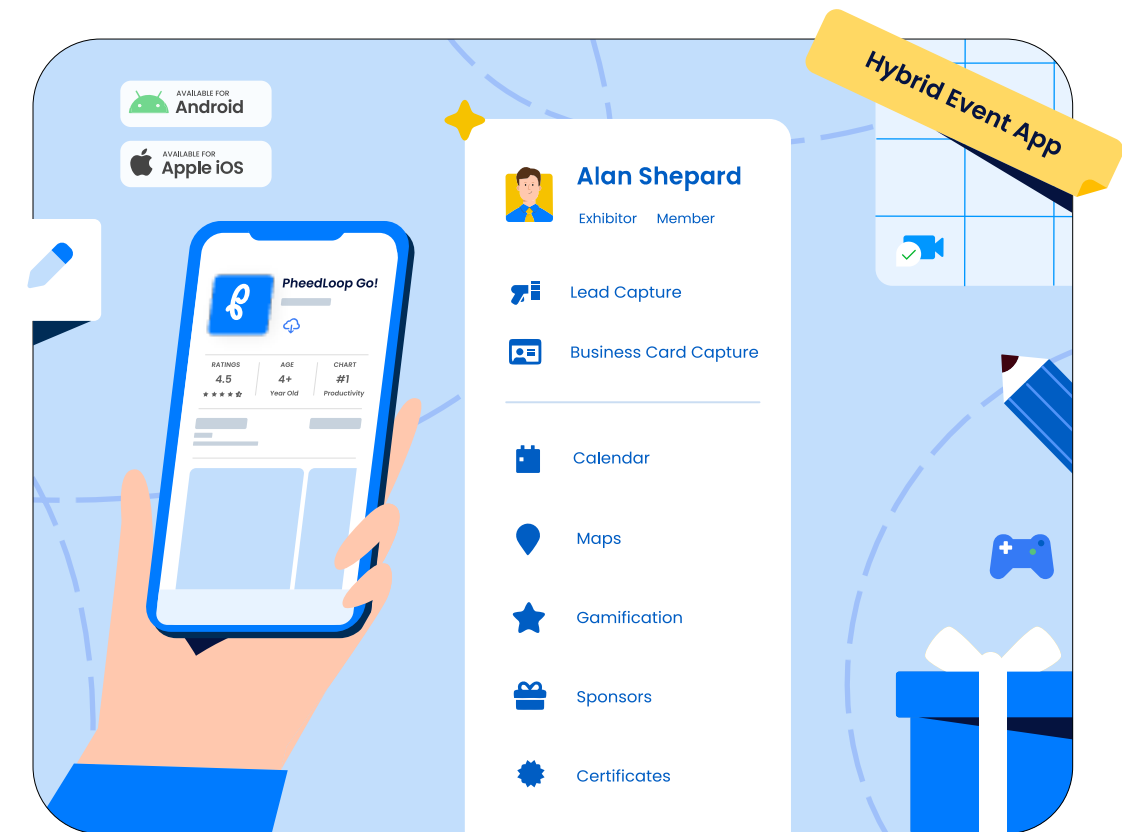 Hybrid Event App
AVAILABLE FOR
Android
AVAILABLE FOR
Apple iOS
PheedLoop Go!
RATINGS AGE CHART
4.5 4+ #1
Year Old Productivity
Alan Shepard
Exhibitor Member
Lead Capture
Business Card Capture
Calendar
Maps
Gamification
Sponsors
Certificates